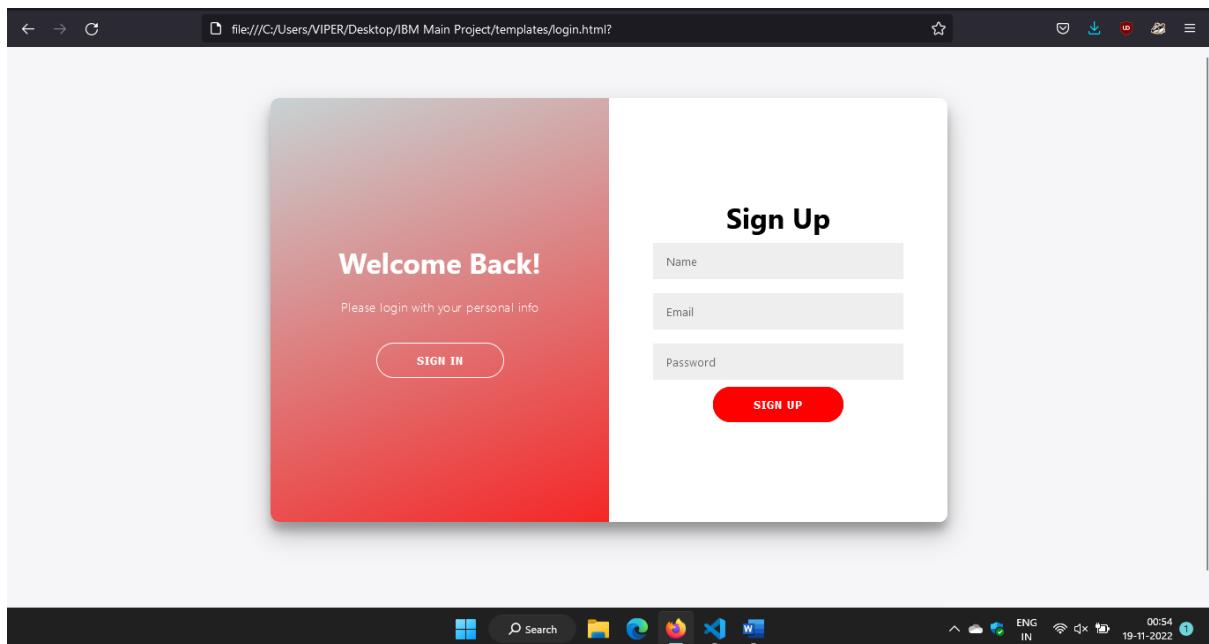 file:///C:/Users/VIPER/Desktop/IBM Main Project/templates/login.html?
Welcome Back!
Please login with your personal info
SIGN IN
Sign Up
Name
Email
Password
SIGN UP
Search
W
ENG
IN
00:54
19-11-2022
1